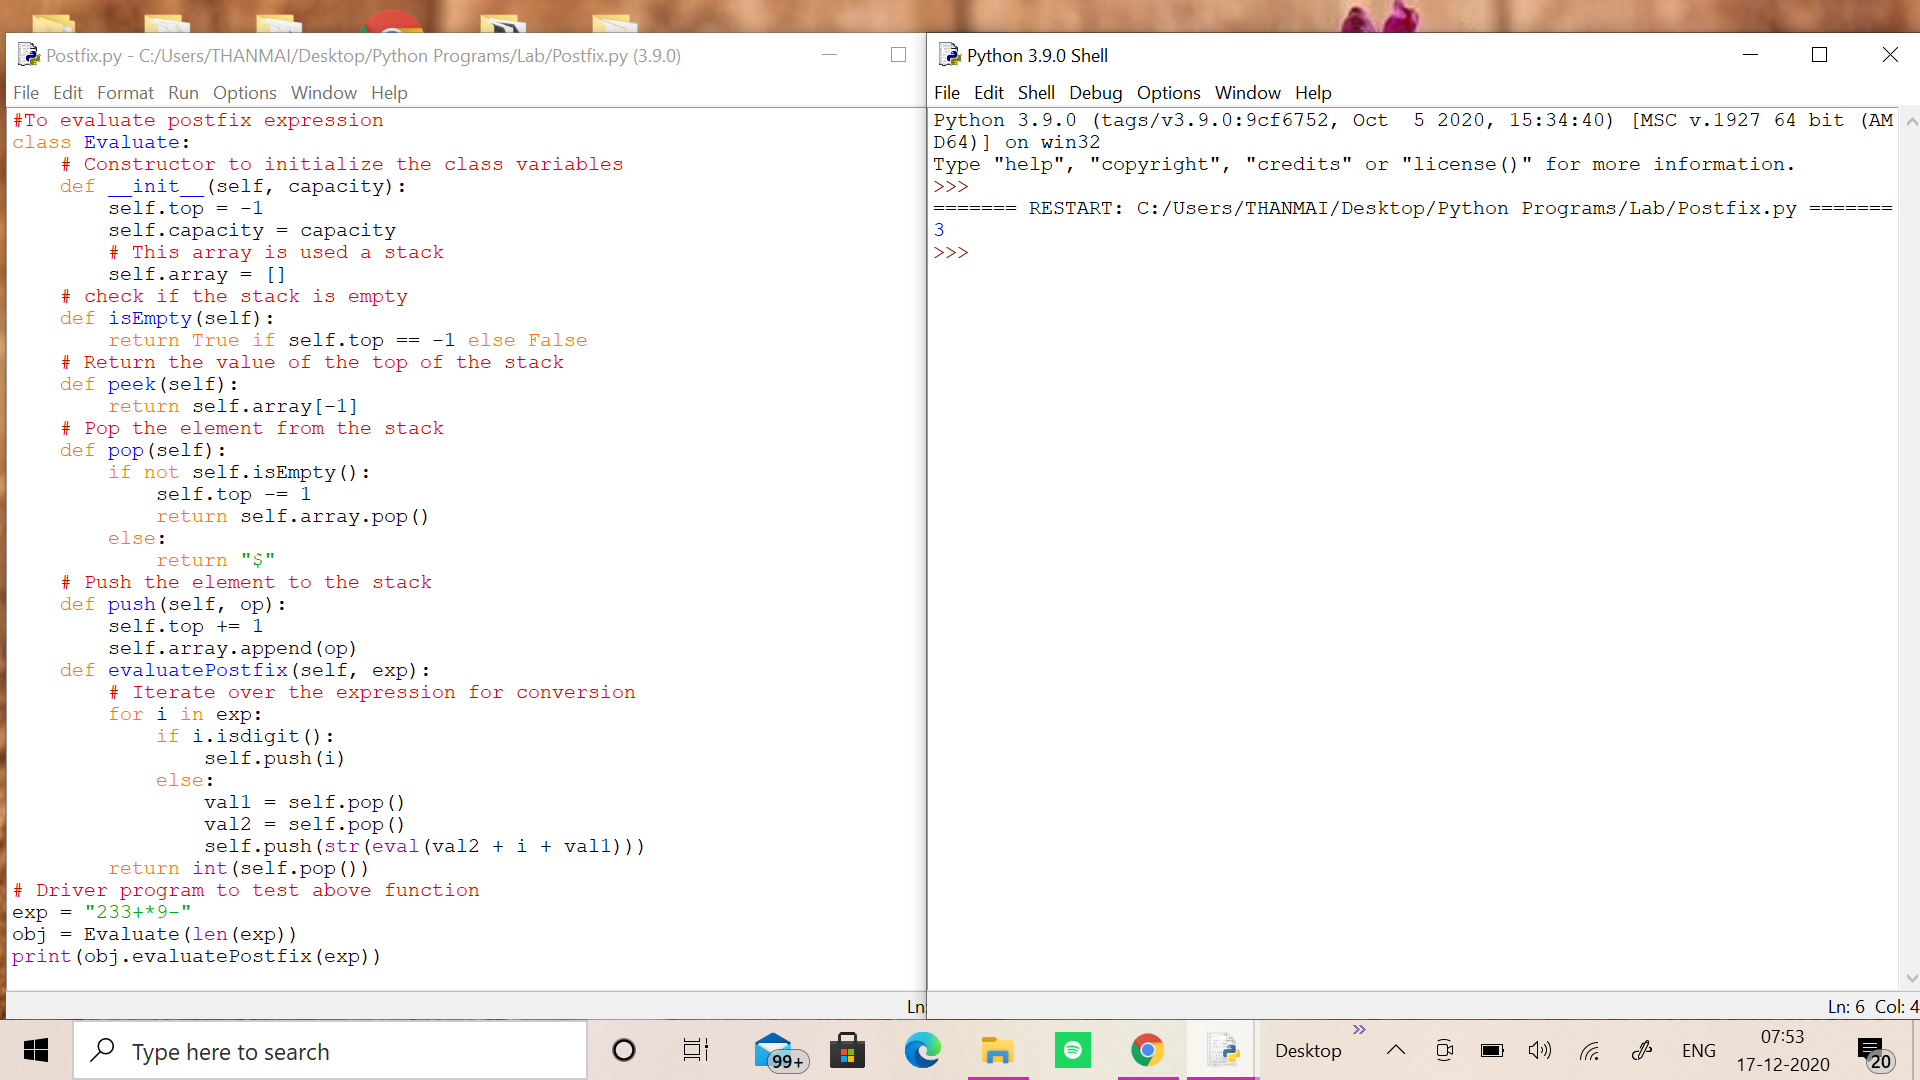 Postfix.py - C:/Users/THANMAI/Desktop/Python Programs/Lab/Postfix.py (3.9.0)
File Edit Format Run Options Window Help
#To evaluate postfix expression
class Evaluate:
    # Constructor to initialize the class variables
    def __init__(self, capacity):
        self.top = -1
        self.capacity = capacity
        # This array is used a stack
        self.array = []
    # check if the stack is empty
    def isEmpty(self):
        return True if self.top == -1 else False
    # Return the value of the top of the stack
    def peek(self):
        return self.array[-1]
    # Pop the element from the stack
    def pop(self):
        if not self.isEmpty():
            self.top -= 1
            return self.array.pop()
        else:
            return "$"
    # Push the element to the stack
    def push(self, op):
        self.top += 1
        self.array.append(op)
    def evaluatePostfix(self, exp):
        # Iterate over the expression for conversion
        for i in exp:
            if i.isdigit():
                self.push(i)
            else:
                val1 = self.pop()
                val2 = self.pop()
                self.push(str(eval(val2 + i + val1)))
        return int(self.pop())
# Driver program to test above function
exp = "233+*9-"
obj = Evaluate(len(exp))
print(obj.evaluatePostfix(exp))
Ln:
Python 3.9.0 Shell
File Edit Shell Debug Options Window Help
Python 3.9.0 (tags/v3.9.0:9cf6752, Oct  5 2020, 15:34:40) [MSC v.1927 64 bit (AM
D64)] on win32
Type "help", "copyright", "credits" or "license()" for more information.
>>>
======= RESTART: C:/Users/THANMAI/Desktop/Python Programs/Lab/Postfix.py =======
3
>>>
Ln: 6 Col: 4
Type here to search
99+
Desktop
ENG
07:53
17-12-2020
20